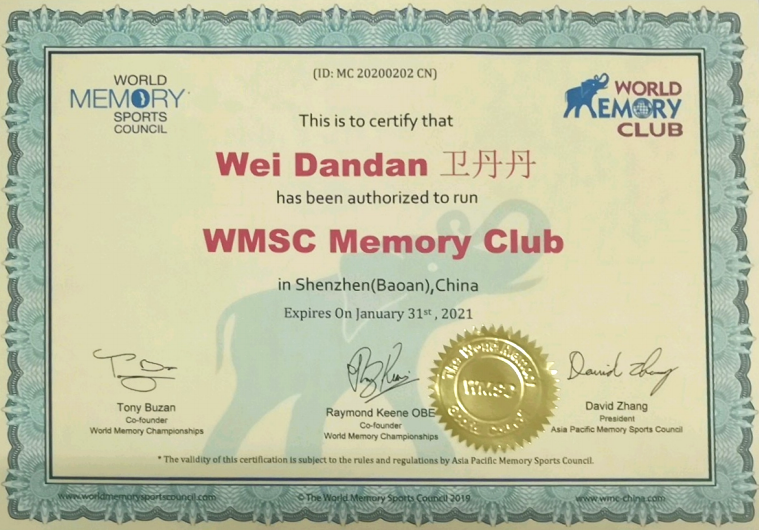 (ID: MC 20200202 CN)
WORLD
MEMORY
SPORTS
COUNCIL
WORLD
MEMORY
CLUB
This is to certify that
Wei Dandan 卫丹丹
has been authorized to run
WMSC Memory Club
in Shenzhen(Baoan),China
Expires On January 31st , 2021
The World Memory
WMSC
Tony Buzan
Co-founder
World Memory Championships
Raymond Keene OBE
Co-founder
World Memory Championships
David Zhang
President
Asia Pacific Memory Sports Council
* The validity of this certification is subject to the rules and regulations by Asia Pacific Memory Sports Council.
www.worldmemorysportscouncil.com
©The World Memory Sports Council 2019
www.wmc-china.com